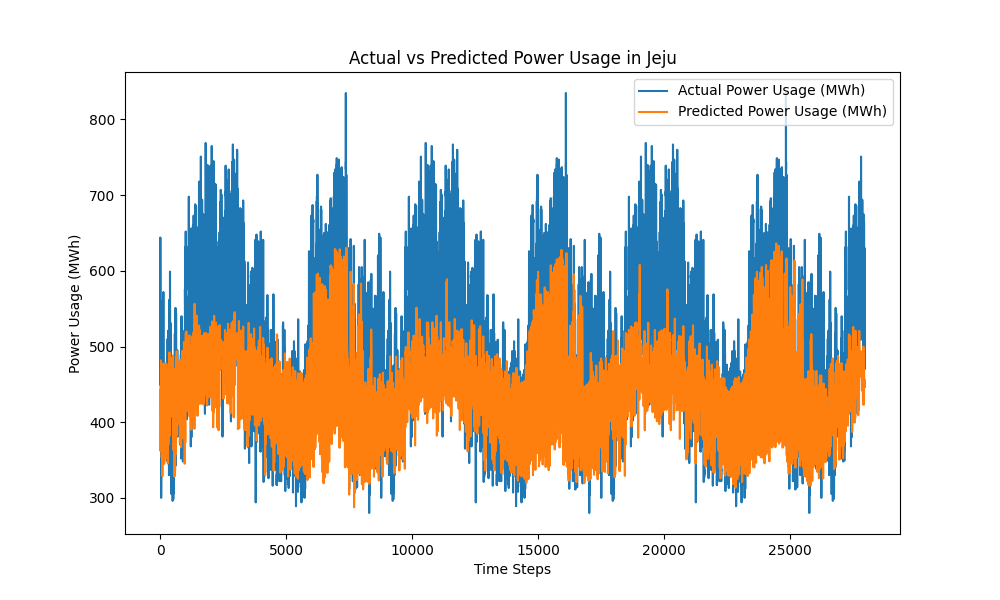 Actual vs Predicted Power Usage in Jeju
Actual Power Usage (MWh)
Predicted Power Usage (MWh)
800
700
600
500
400
300
Power Usage (MWh)
0 5000 10000 15000 20000 25000
Time Steps